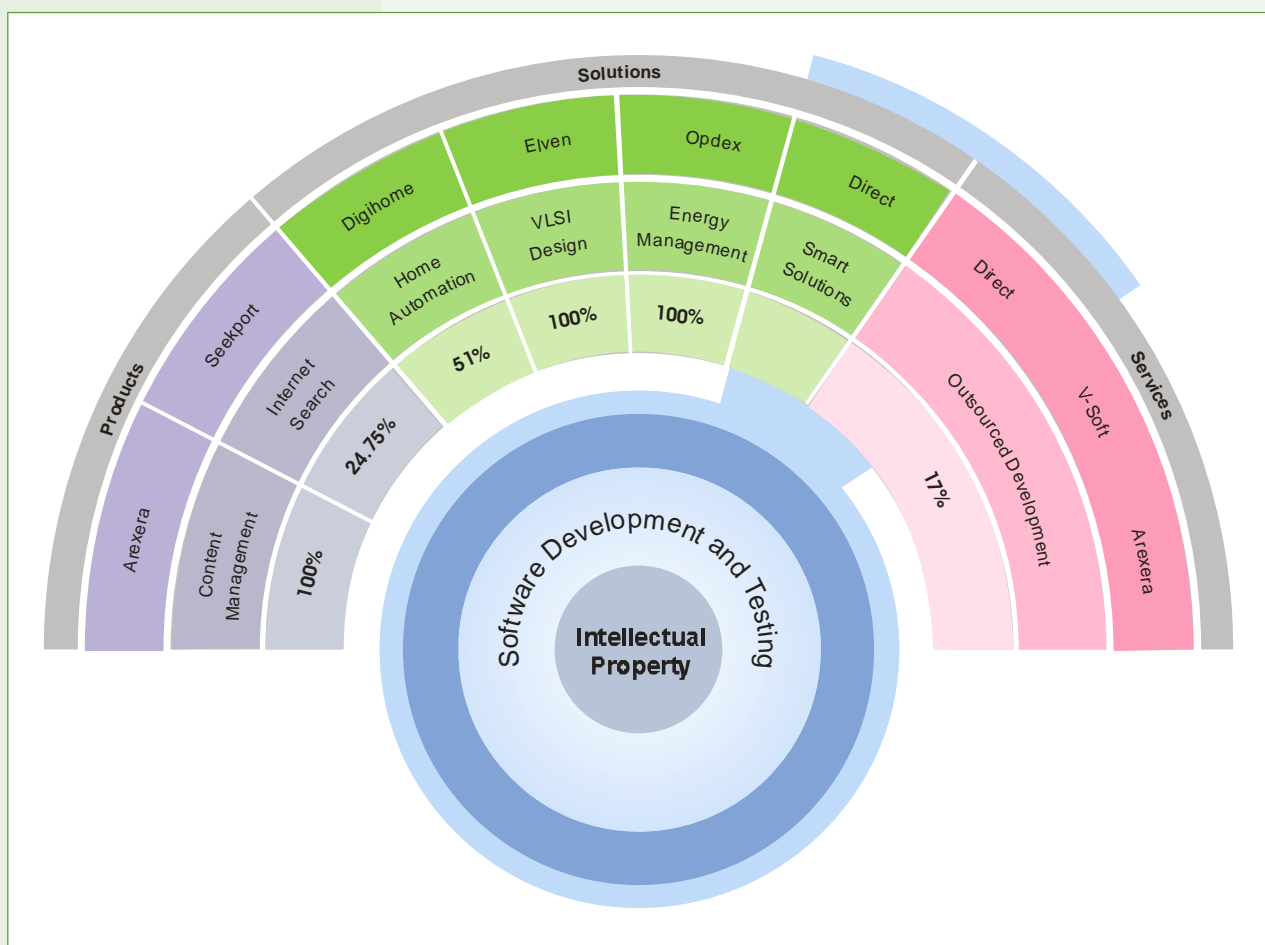 Solutions
Products
Services
Arexera
Seekport
Digihome
Elven
Opdex
Direct
Direct
V-Soft
Arexera
Content
Management
Internet
Search
Home
Automation
VLSI
Design
Energy
Management
Smart
Solutions
Outsourced Development
100%
24.75%
51%
100%
100%
17%
Software Development and Testing
Intellectual
Property